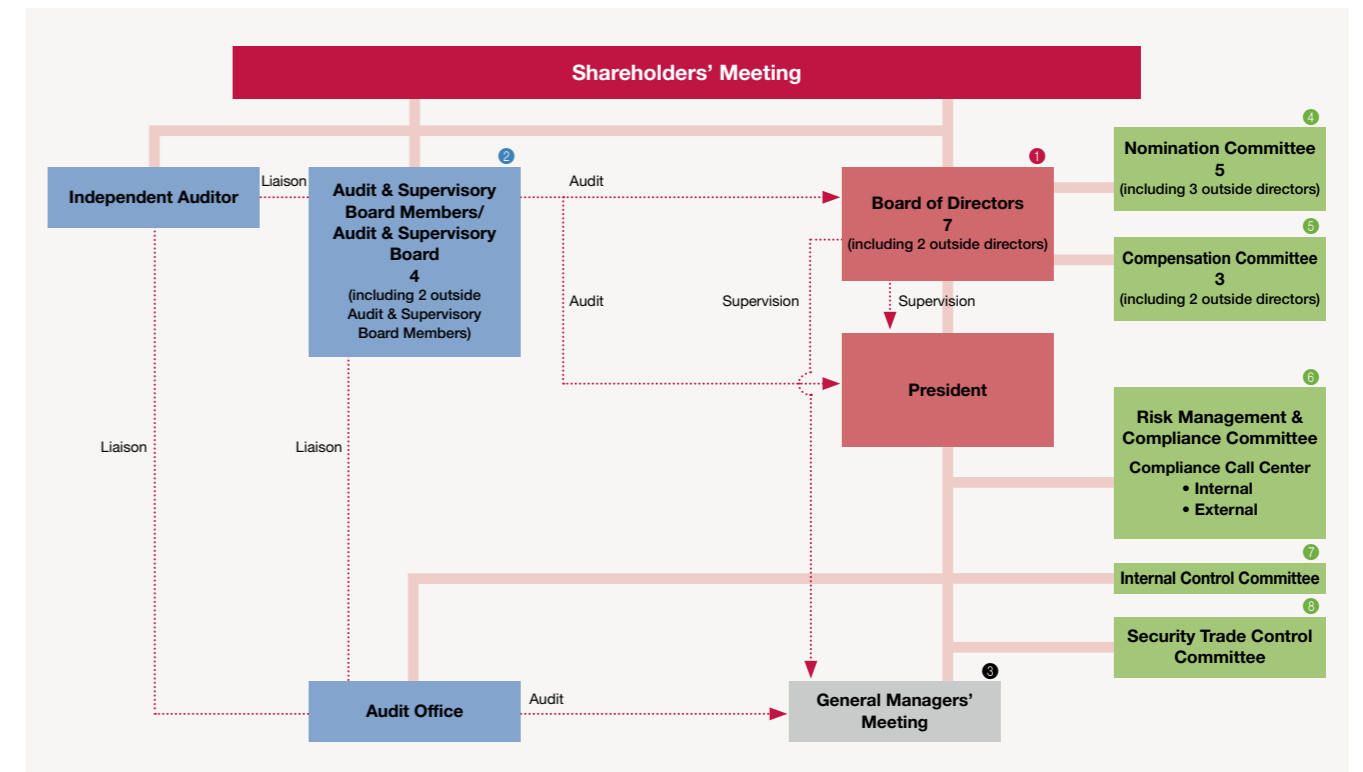 Shareholders’ Meeting
4
Nomination Committee
5
(including 3 outside directors)
2
1
Independent Auditor
Liaison
Audit & Supervisory
Board Members/
Audit & Supervisory
Board
4
(including 2 outside
Audit & Supervisory
Board Members)
Audit
Board of Directors
7
(including 2 outside directors)
5
Compensation Committee
3
(including 2 outside directors)
Audit
Supervision
Supervision
President
6
Risk Management &
Compliance Committee
Compliance Call Center
• Internal
• External
Liaison
Liaison
7
Internal Control Committee
8
Security Trade Control
Committee
3
Audit Office
Audit
General Managers’
Meeting